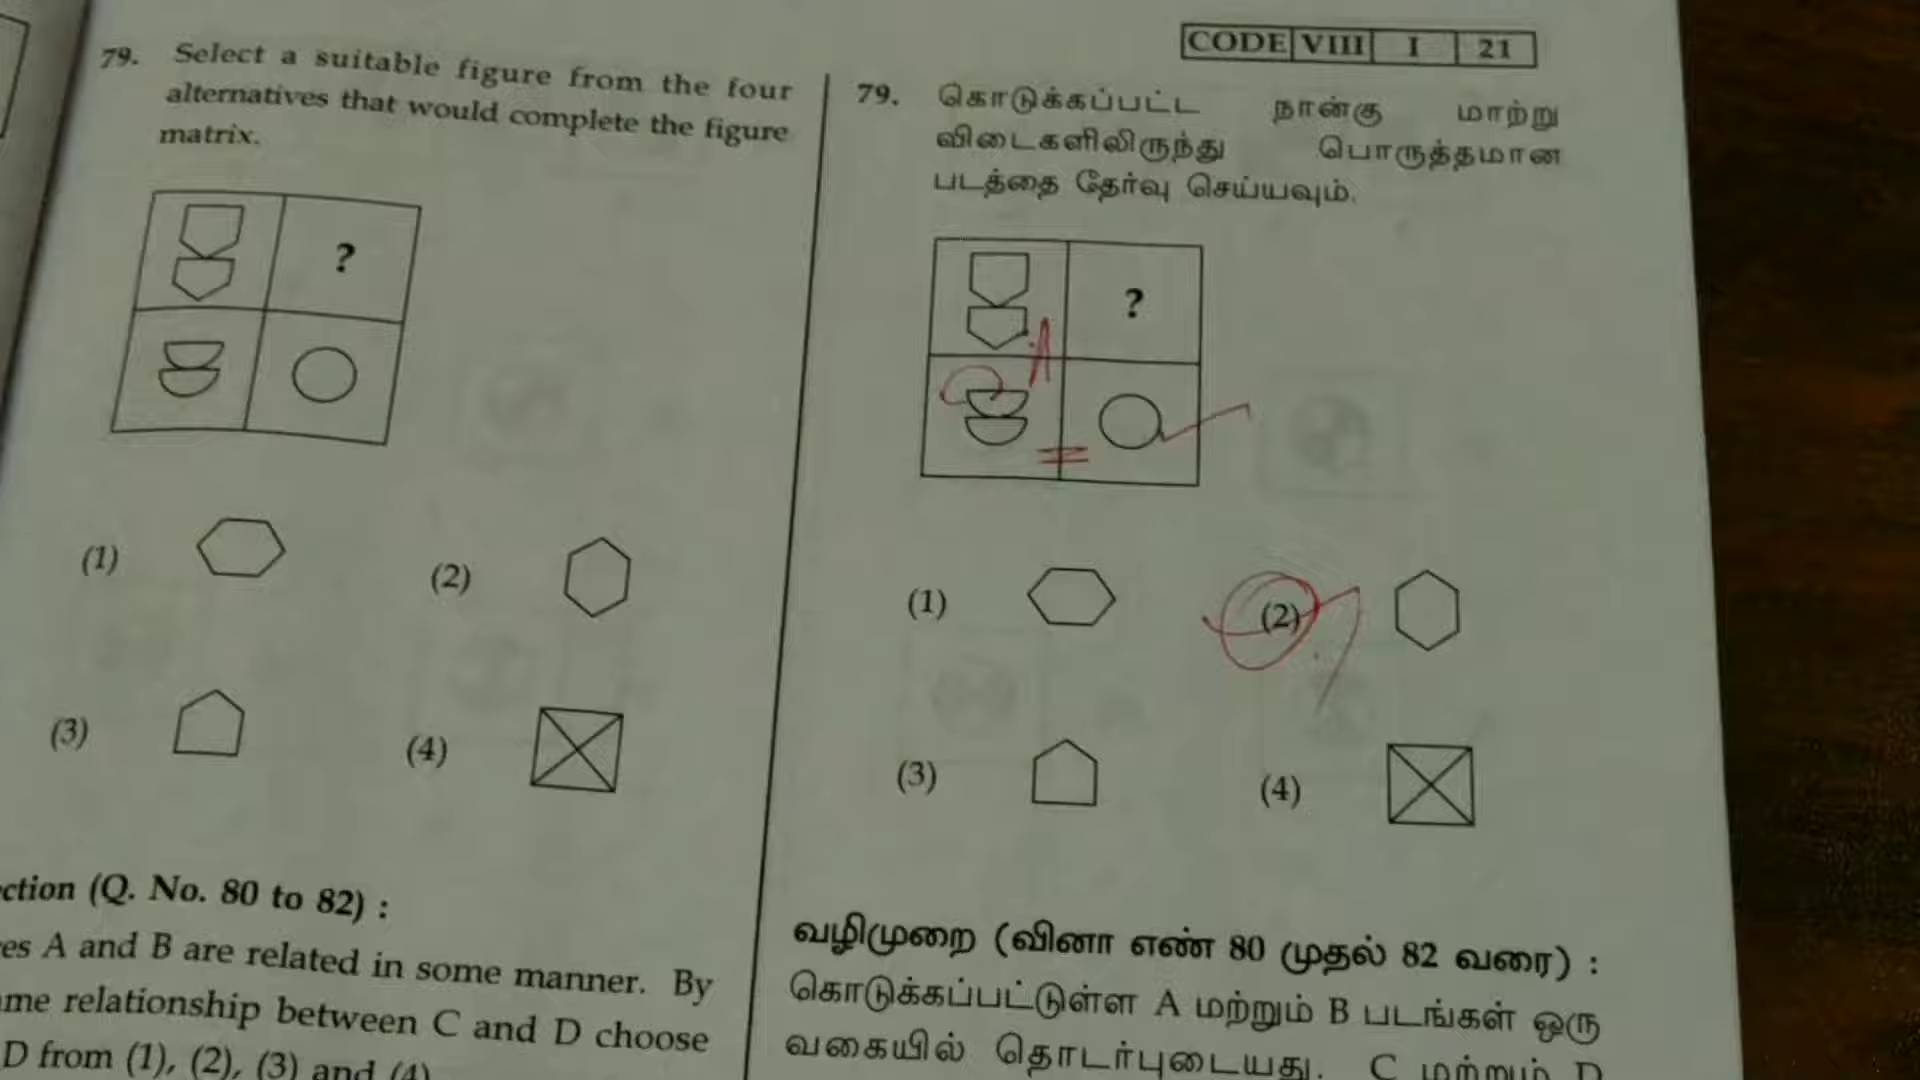 CODE VIII I 21
79. Select a suitable figure from the four
alternatives that would complete the figure
matrix.
?
(1) (2)
(3) (4)
ction (Q. No. 80 to 82) :
es A and B are related in some manner. By
me relationship between C and D choose
D from (1), (2), (3) and (4)
79. கொடுக்கப்பட்ட நான்கு மாற்று
விடைகளிலிருந்து பொருத்தமான
படத்தை தேர்வு செய்யவும்.
?
(1) (2)
(3) (4)
வழிமுறை (வினா எண் 80 முதல் 82 வரை) :
கொடுக்கப்பட்டுள்ள A மற்றும் B படங்கள் ஒரு
வகையில் தொடர்புடையது. C மற்றும் D